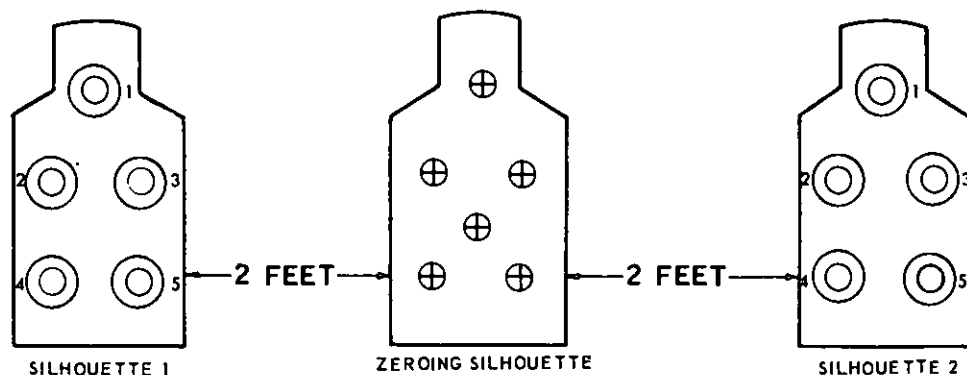 1
2 3
4 5
SILHOUETTE 1
2 FEET
ZEROING SILHOUETTE
2 FEET
1
2 3
4 5
SILHOUETTE 2